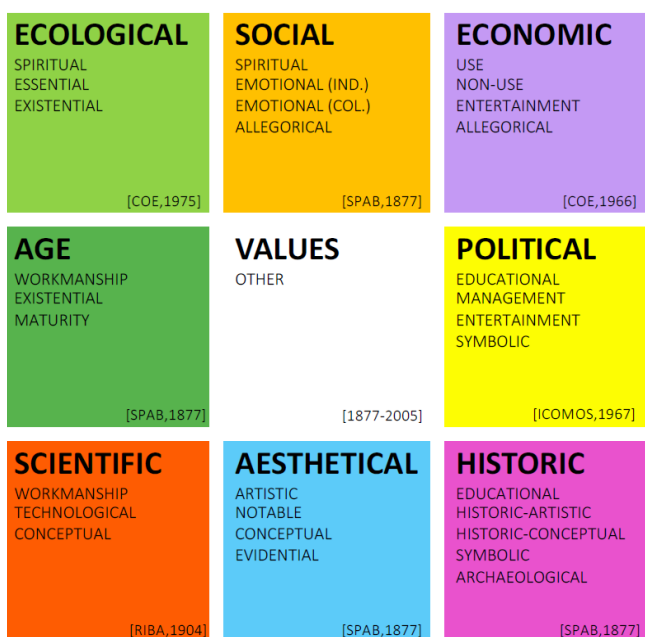 ECOLOGICAL
SPIRITUAL
ESSENTIAL
EXISTENTIAL
[COE,1975]
SOCIAL
SPIRITUAL
EMOTIONAL (IND.)
EMOTIONAL (COL.)
ALLEGORICAL
[SPAB,1877]
ECONOMIC
USE
NON-USE
ENTERTAINMENT
ALLEGORICAL
[COE,1966]
AGE
WORKMANSHIP
EXISTENTIAL
MATURITY
[SPAB,1877]
VALUES
OTHER
[1877-2005]
POLITICAL
EDUCATIONAL
MANAGEMENT
ENTERTAINMENT
SYMBOLIC
[ICOMOS,1967]
SCIENTIFIC
WORKMANSHIP
TECHNOLOGICAL
CONCEPTUAL
[RIBA,1904]
AESTHETICAL
ARTISTIC
NOTABLE
CONCEPTUAL
EVIDENTIAL
[SPAB,1877]
HISTORIC
EDUCATIONAL
HISTORIC-ARTISTIC
HISTORIC-CONCEPTUAL
SYMBOLIC
ARCHAEOLOGICAL
[SPAB,1877]